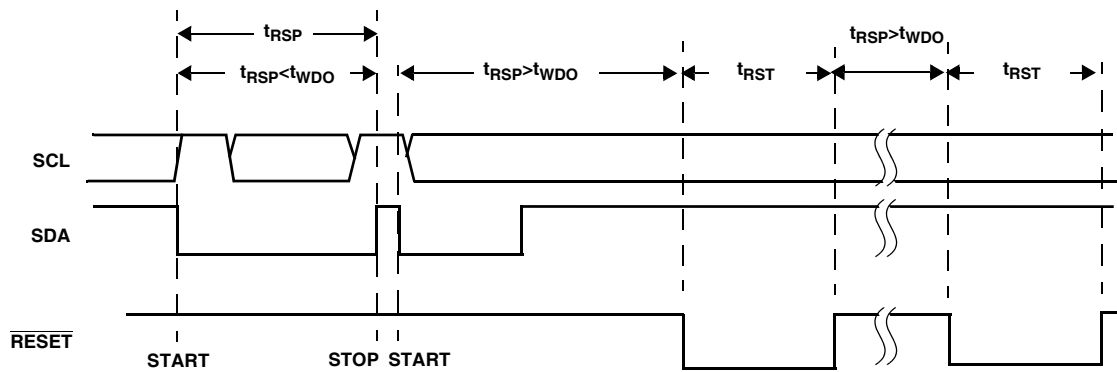 tRSP
tRSP<tWDO
tRSP>tWDO
tRST
tRSP>tWDO
tRST
SCL
SDA
RESET
START
STOP
START